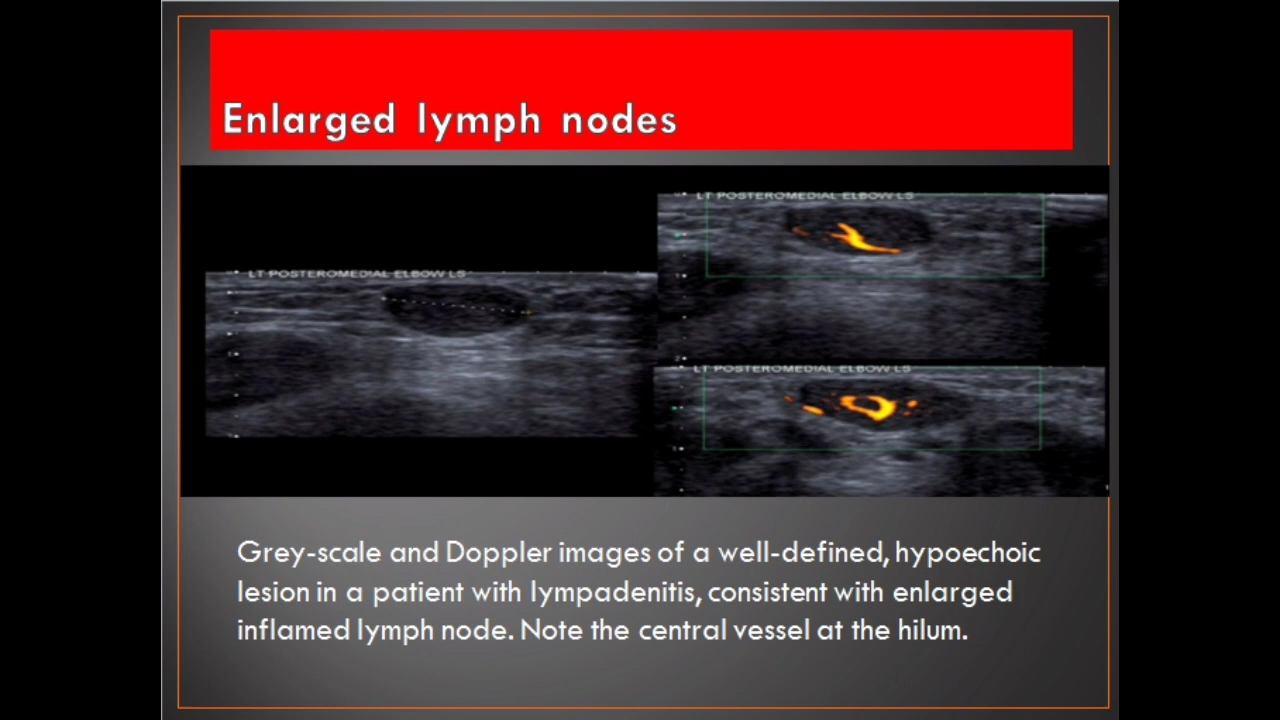 Enlarged lymph nodes
LT POSTEROMEDIAL ELBOW LS
LT POSTEROMEDIAL ELBOW LS
LT POSTEROMEDIAL ELBOW LS
Grey-scale and Doppler images of a well-defined, hypoechoic
lesion in a patient with lympadenitis, consistent with enlarged
inflamed lymph node. Note the central vessel at the hilum.